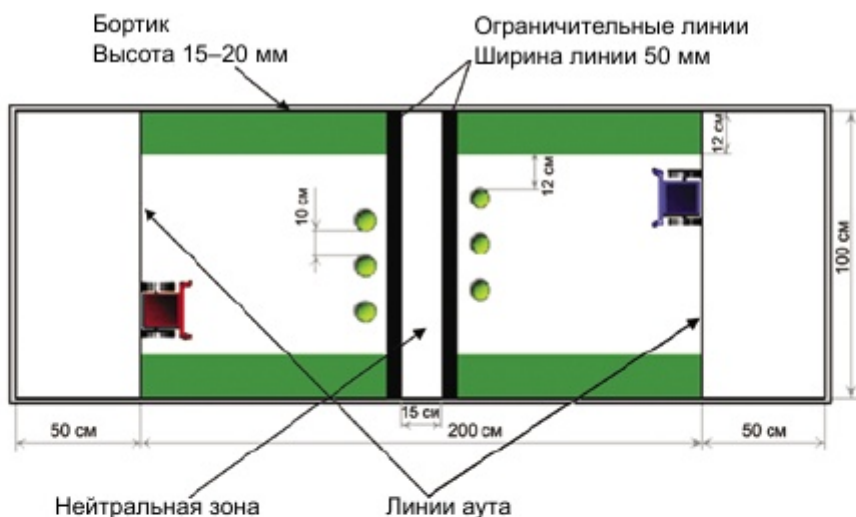 Бортик
Высота 15–20 мм
Ограничительные линии
Ширина линии 50 мм
12 см
12 см
10 см
100 см
15 си
50 см
200 см
50 см
Нейтральная зона
Линии аута